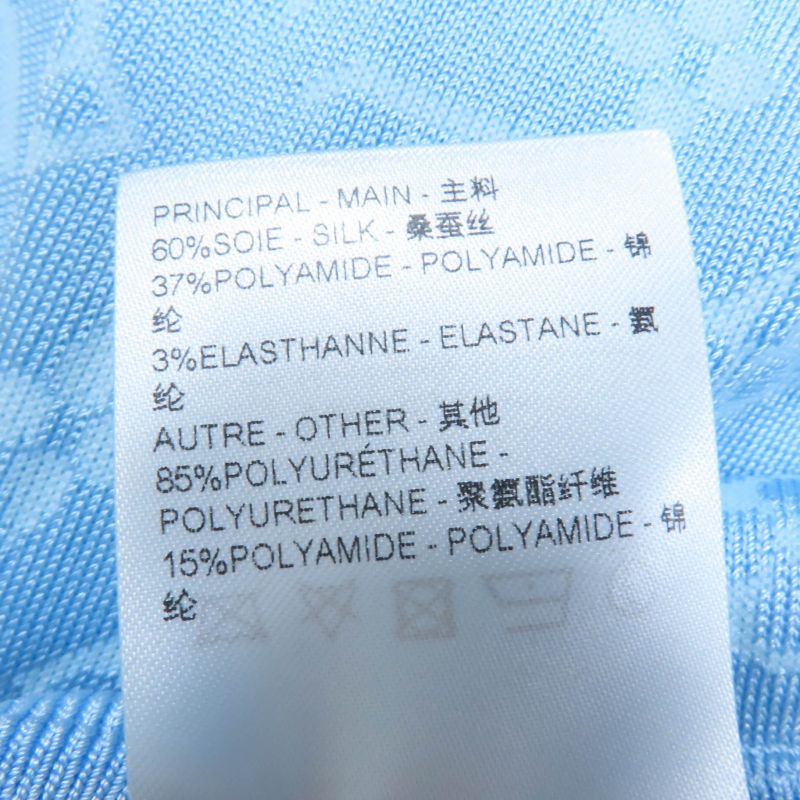 PRINCIPAL - MAIN - 主料
60%SOIE - SILK - 桑蚕丝
37%POLYAMIDE - POLYAMIDE - 锦
纶
3%ELASTHANNE - ELASTANE - 氨
纶
AUTRE - OTHER - 其他
85%POLYURÉTHANE -
POLYURETHANE - 聚氨酯纤维
15%POLYAMIDE - POLYAMIDE - 锦
纶